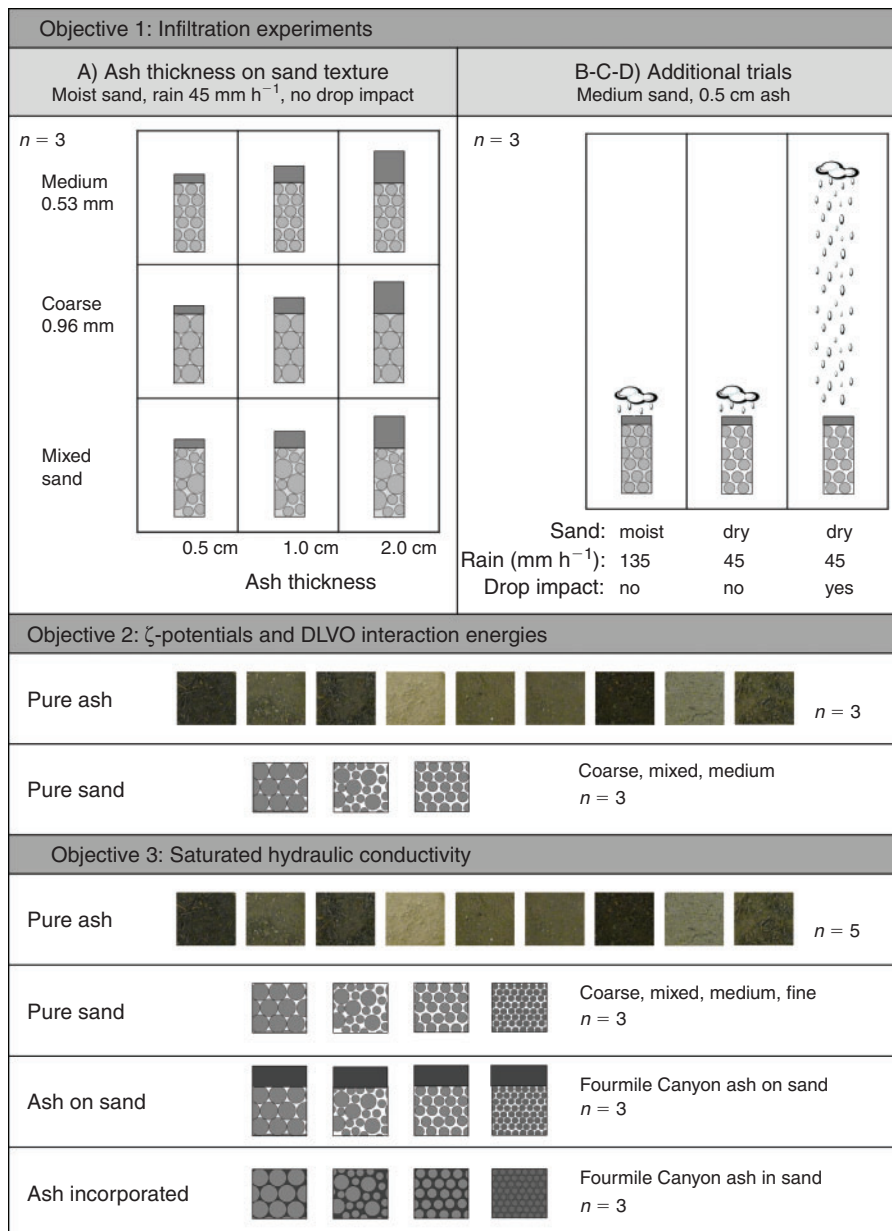 Objective 1: Infiltration experiments
A) Ash thickness on sand texture
Moist sand, rain 45 mm h⁻¹, no drop impact
n = 3
Medium
0.53 mm
Coarse
0.96 mm
Mixed
sand
0.5 cm 1.0 cm 2.0 cm
Ash thickness
B-C-D) Additional trials
Medium sand, 0.5 cm ash
n = 3
Sand: moist dry dry
Rain (mm h⁻¹): 135 45 45
Drop impact: no no yes
Objective 2: ζ-potentials and DLVO interaction energies
Pure ash
n = 3
Pure sand
Coarse, mixed, medium
n = 3
Objective 3: Saturated hydraulic conductivity
Pure ash
n = 5
Pure sand
Coarse, mixed, medium, fine
n = 3
Ash on sand
Fourmile Canyon ash on sand
n = 3
Ash incorporated
Fourmile Canyon ash in sand
n = 3